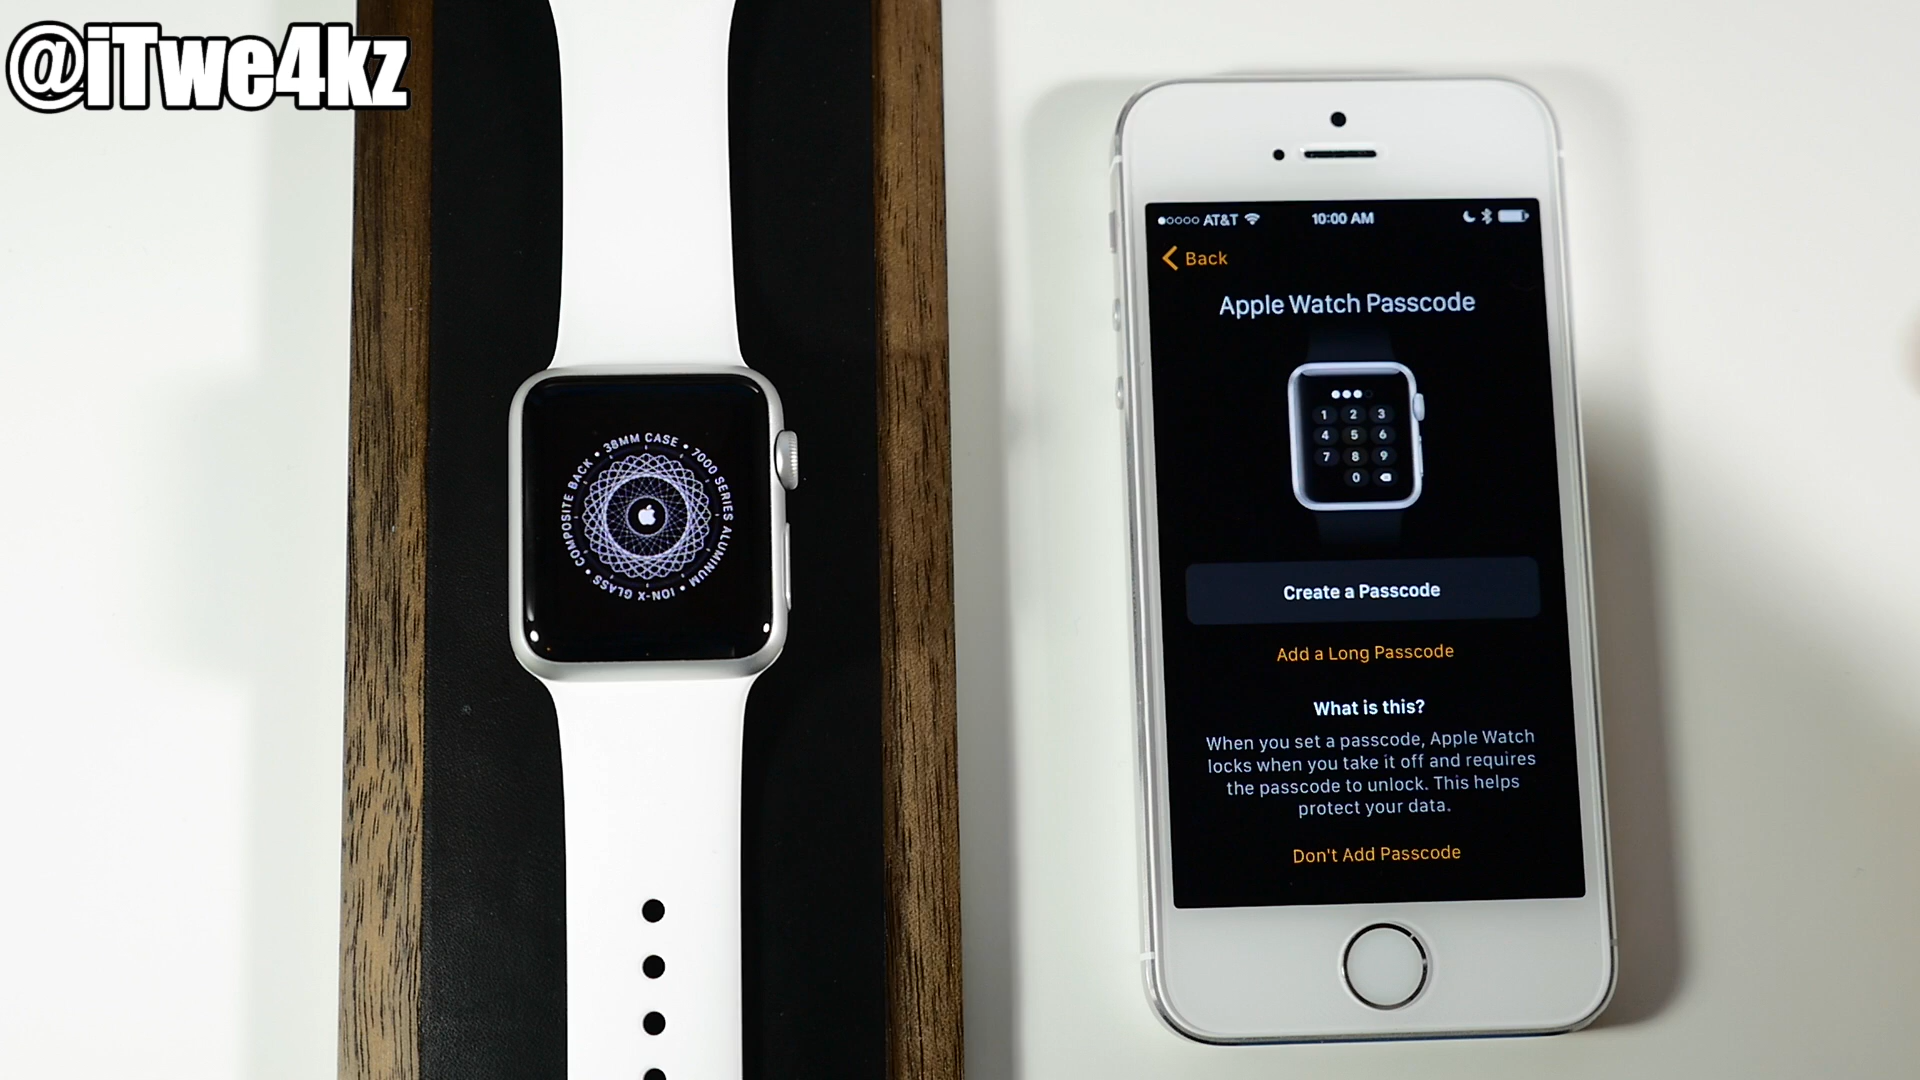 @iTwe4kz
38MM CASE • 7000 SERIES ALUMINUM • ION-X GLASS • COMPOSITE BACK •
AT&T 10:00 AM
Back
Apple Watch Passcode
1 2 3
4 5 6
7 8 9
0
Create a Passcode
Add a Long Passcode
What is this?
When you set a passcode, Apple Watch
locks when you take it off and requires
the passcode to unlock. This helps
protect your data.
Don't Add Passcode